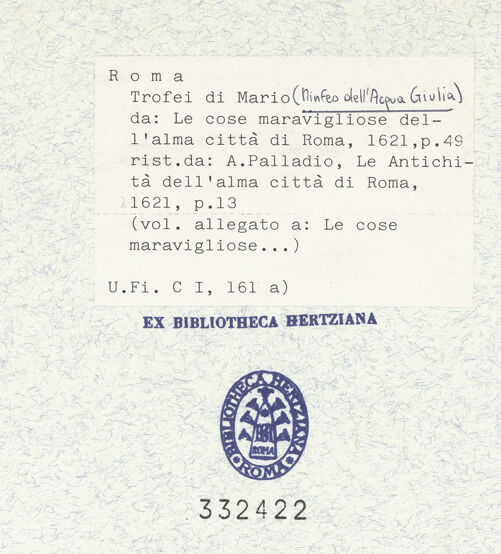 R o m a
Trofei di Mario (Ninfeo dell'Acqua Giulia)
da: Le cose maravigliose del-
l'alma città di Roma, 1621,p.49
rist.da: A.Palladio, Le Antichi-
tà dell'alma città di Roma,
1621, p.13
(vol. allegato a: Le cose
maravigliose...)
U.Fi. C I, 161 a)
EX BIBLIOTHECA HERTZIANA
BIBLIOTHECA HERTZIANA
ROMA
ROMA
332422